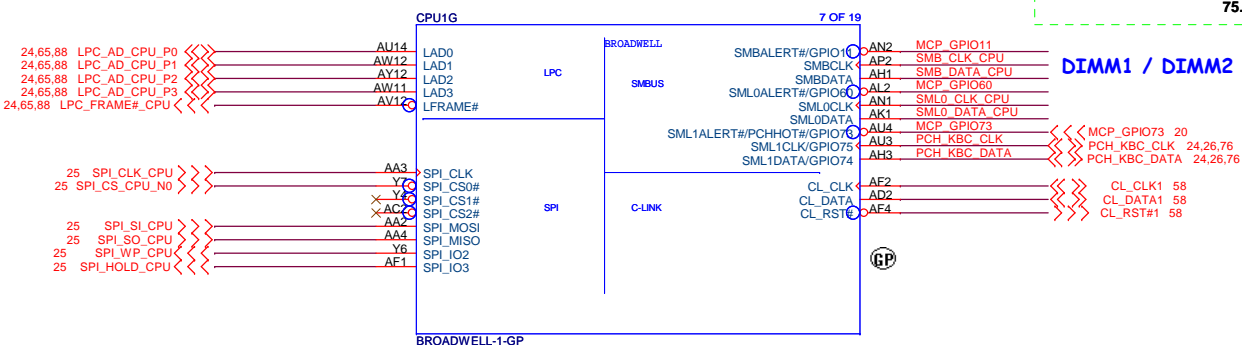 75.
CPU1G 7 OF 19
BROADWELL
LPC SMBUS
SPI C-LINK
24,65,88 LPC_AD_CPU_P0 AU14 LAD0
24,65,88 LPC_AD_CPU_P1 AW12 LAD1
24,65,88 LPC_AD_CPU_P2 AY12 LAD2
24,65,88 LPC_AD_CPU_P3 AW11 LAD3
24,65,88 LPC_FRAME#_CPU AV12 LFRAME#
25 SPI_CLK_CPU AA3 SPI_CLK
25 SPI_CS_CPU_N0 Y7 SPI_CS0#
Y4 SPI_CS1#
AC2 SPI_CS2#
25 SPI_SI_CPU AA2 SPI_MOSI
25 SPI_SO_CPU AA4 SPI_MISO
25 SPI_WP_CPU Y6 SPI_IO2
25 SPI_HOLD_CPU AF1 SPI_IO3
SMBALERT#/GPIO11 AN2 MCP_GPIO11
SMBCLK AP2 SMB_CLK_CPU
SMBDATA AH1 SMB_DATA_CPU
SML0ALERT#/GPIO60 AL2 MCP_GPIO60
SML0CLK AN1 SML0_CLK_CPU
SML0DATA AK1 SML0_DATA_CPU
SML1ALERT#/PCHHOT#/GPIO73 AU4 MCP_GPIO73 MCP_GPIO73 20
SML1CLK/GPIO75 AU3 PCH_KBC_CLK PCH_KBC_CLK 24,26,76
SML1DATA/GPIO74 AH3 PCH_KBC_DATA PCH_KBC_DATA 24,26,76
CL_CLK AF2 CL_CLK1 58
CL_DATA AD2 CL_DATA1 58
CL_RST# AF4 CL_RST#1 58
DIMM1 / DIMM2
GP
BROADWELL-1-GP